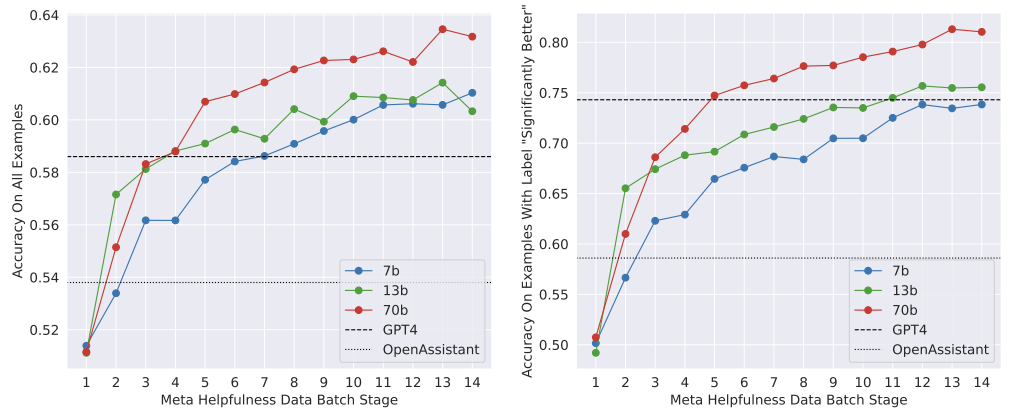 Accuracy On All Examples
0.64
0.62
0.60
0.58
0.56
0.54
0.52
7b
13b
70b
GPT4
OpenAssistant
1 2 3 4 5 6 7 8 9 10 11 12 13 14
Meta Helpfulness Data Batch Stage
Accuracy On Examples With Label "Significantly Better"
0.80
0.75
0.70
0.65
0.60
0.55
0.50
7b
13b
70b
GPT4
OpenAssistant
1 2 3 4 5 6 7 8 9 10 11 12 13 14
Meta Helpfulness Data Batch Stage